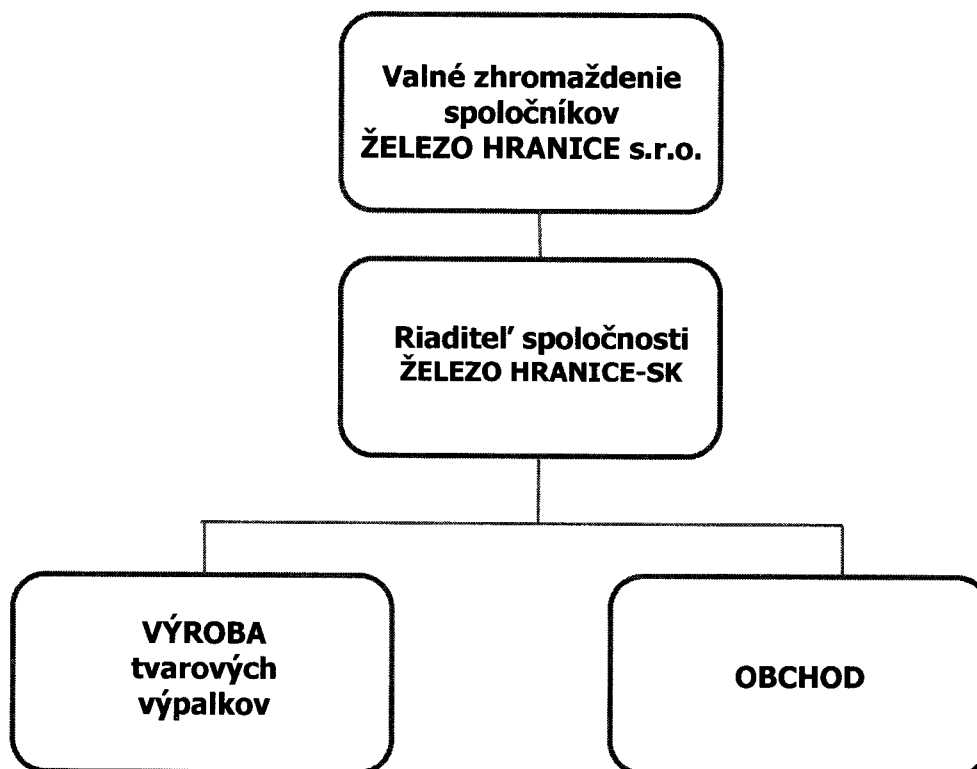 Valné zhromaždenie
spoločníkov
ŽELEZO HRANICE s.r.o.
Riaditeľ spoločnosti
ŽELEZO HRANICE-SK
VÝROBA
tvarových
výpalkov
OBCHOD